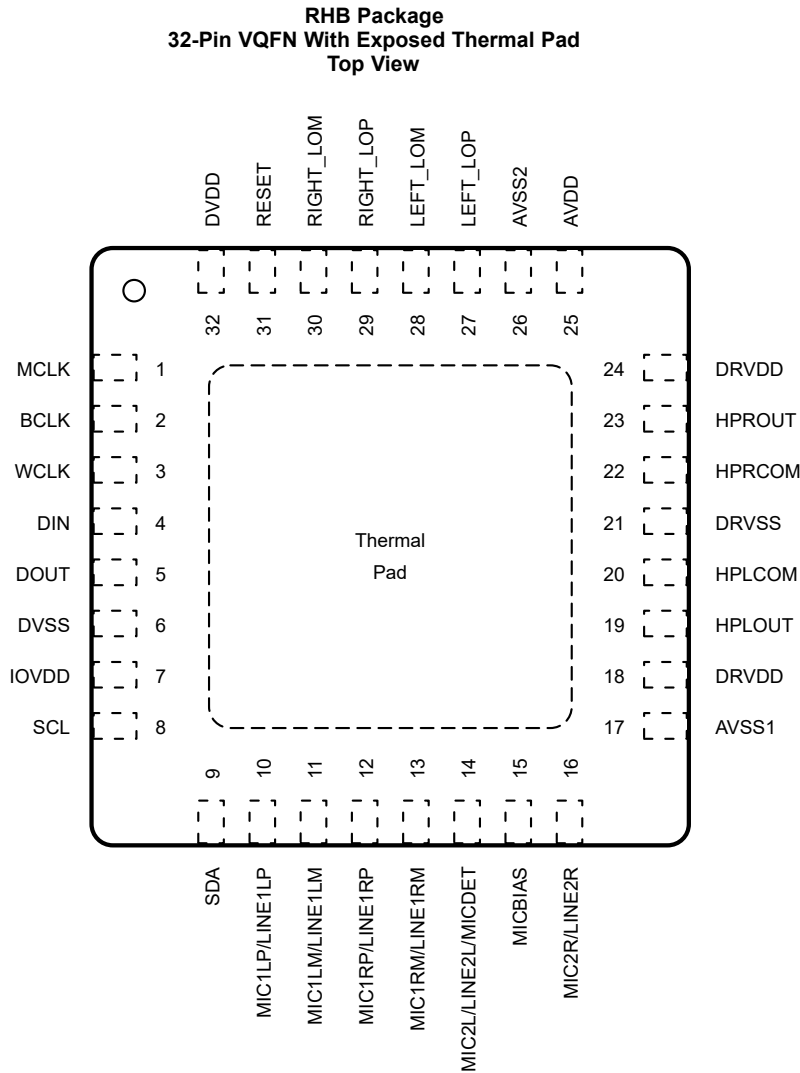 RHB Package
32-Pin VQFN With Exposed Thermal Pad
Top View
DVDD
RESET
RIGHT_LOM
RIGHT_LOP
LEFT_LOM
LEFT_LOP
AVSS2
AVDD
32
31
30
29
28
27
26
25
MCLK 1
BCLK 2
WCLK 3
DIN 4
DOUT 5
DVSS 6
IOVDD 7
SCL 8
24 DRVDD
23 HPROUT
22 HPRCOM
21 DRVSS
20 HPLCOM
19 HPLOUT
18 DRVDD
17 AVSS1
Thermal
Pad
9
10
11
12
13
14
15
16
SDA
MIC1LP/LINE1LP
MIC1LM/LINE1LM
MIC1RP/LINE1RP
MIC1RM/LINE1RM
MIC2L/LINE2L/MICDET
MICBIAS
MIC2R/LINE2R